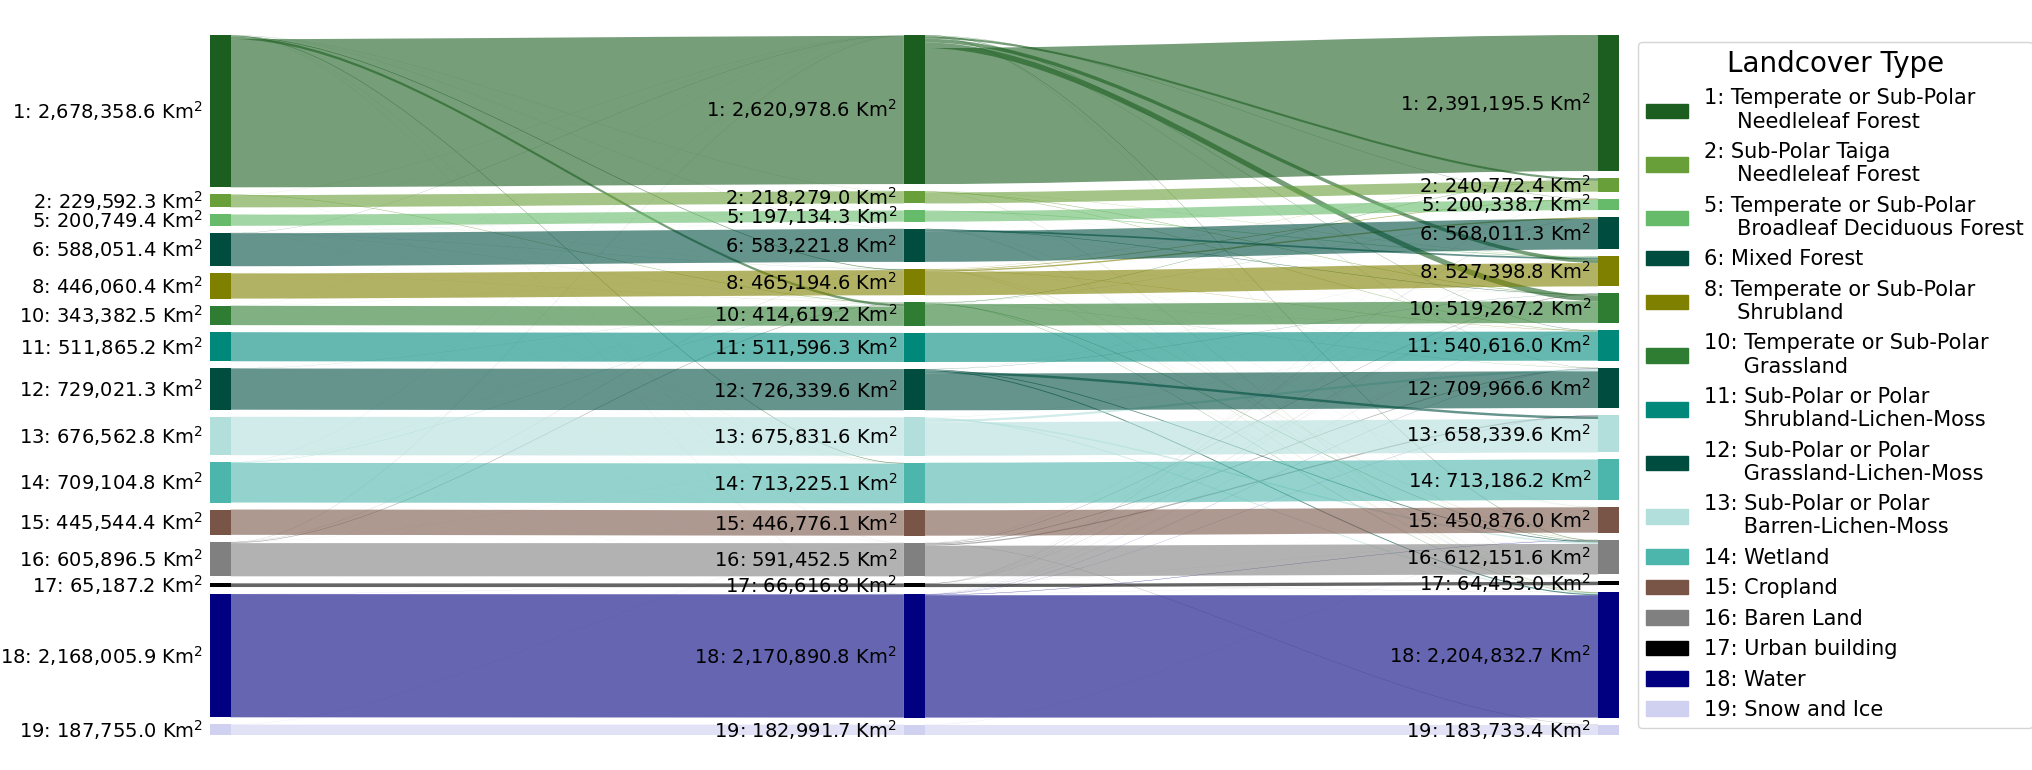 1: 2,678,358.6 Km²
2: 229,592.3 Km²
5: 200,749.4 Km²
6: 588,051.4 Km²
8: 446,060.4 Km²
10: 343,382.5 Km²
11: 511,865.2 Km²
12: 729,021.3 Km²
13: 676,562.8 Km²
14: 709,104.8 Km²
15: 445,544.4 Km²
16: 605,896.5 Km²
17: 65,187.2 Km²
18: 2,168,005.9 Km²
19: 187,755.0 Km²
1: 2,620,978.6 Km²
2: 218,279.0 Km²
5: 197,134.3 Km²
6: 583,221.8 Km²
8: 465,194.6 Km²
10: 414,619.2 Km²
11: 511,596.3 Km²
12: 726,339.6 Km²
13: 675,831.6 Km²
14: 713,225.1 Km²
15: 446,776.1 Km²
16: 591,452.5 Km²
17: 66,616.8 Km²
18: 2,170,890.8 Km²
19: 182,991.7 Km²
1: 2,391,195.5 Km²
2: 240,772.4 Km²
5: 200,338.7 Km²
6: 568,011.3 Km²
8: 527,398.8 Km²
10: 519,267.2 Km²
11: 540,616.0 Km²
12: 709,966.6 Km²
13: 658,339.6 Km²
14: 713,186.2 Km²
15: 450,876.0 Km²
16: 612,151.6 Km²
17: 64,453.0 Km²
18: 2,204,832.7 Km²
19: 183,733.4 Km²
Landcover Type
1: Temperate or Sub-Polar
Needleleaf Forest
2: Sub-Polar Taiga
Needleleaf Forest
5: Temperate or Sub-Polar
Broadleaf Deciduous Forest
6: Mixed Forest
8: Temperate or Sub-Polar
Shrubland
10: Temperate or Sub-Polar
Grassland
11: Sub-Polar or Polar
Shrubland-Lichen-Moss
12: Sub-Polar or Polar
Grassland-Lichen-Moss
13: Sub-Polar or Polar
Barren-Lichen-Moss
14: Wetland
15: Cropland
16: Baren Land
17: Urban building
18: Water
19: Snow and Ice